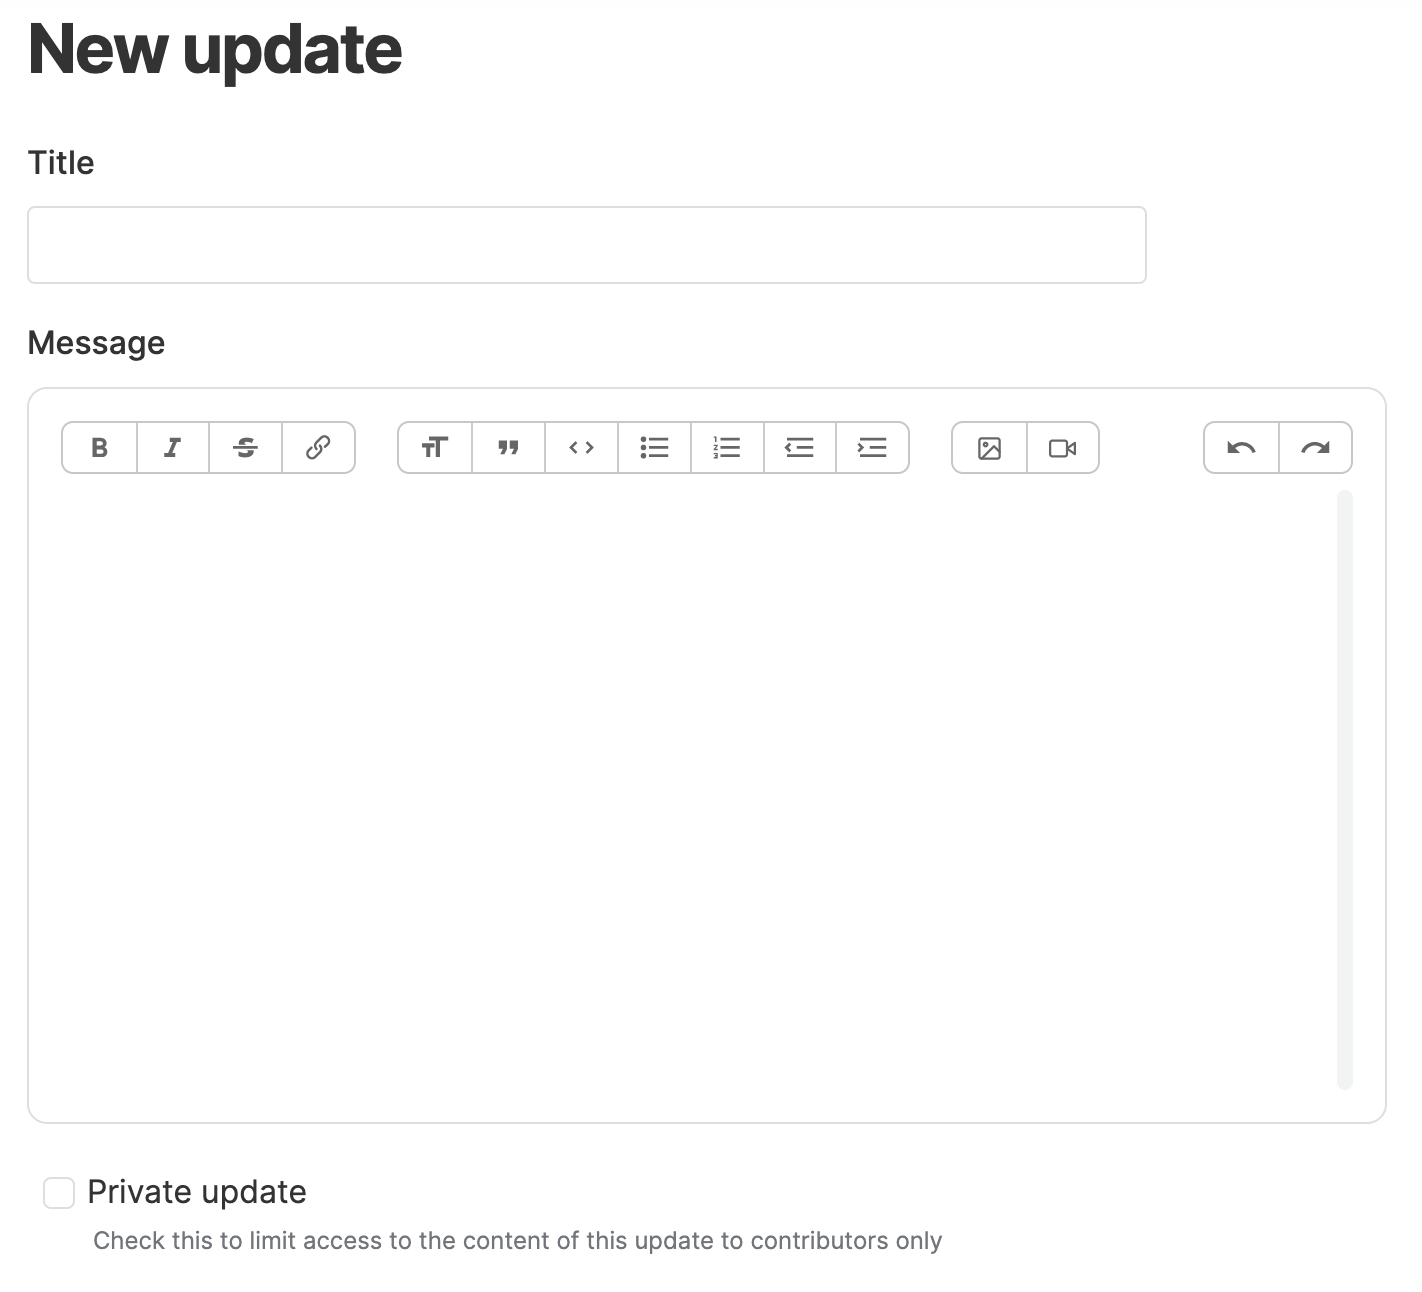 New update
Title
Message
Private update
Check this to limit access to the content of this update to contributors only